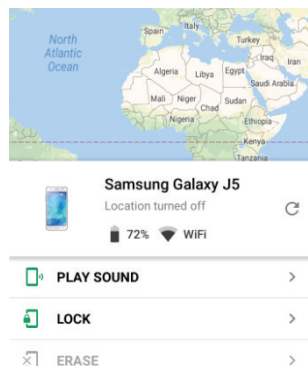 North
Atlantic
Ocean
Spain
Italy
Turkey
Iraq
Iran
Algeria
Libya
Egypt
Saudi Arabia
Mali
Niger
Chad
Sudan
Nigeria
Ethiopia
Kenya
Tanzania
Samsung Galaxy J5
Location turned off
72% WiFi
PLAY SOUND
LOCK
ERASE